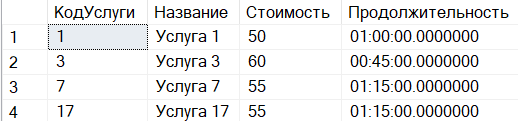 КодУслуги Название Стоимость Продолжительность
1 1 Услуга 1 50 01:00:00.0000000
2 3 Услуга 3 60 00:45:00.0000000
3 7 Услуга 7 55 01:15:00.0000000
4 17 Услуга 17 55 01:15:00.0000000